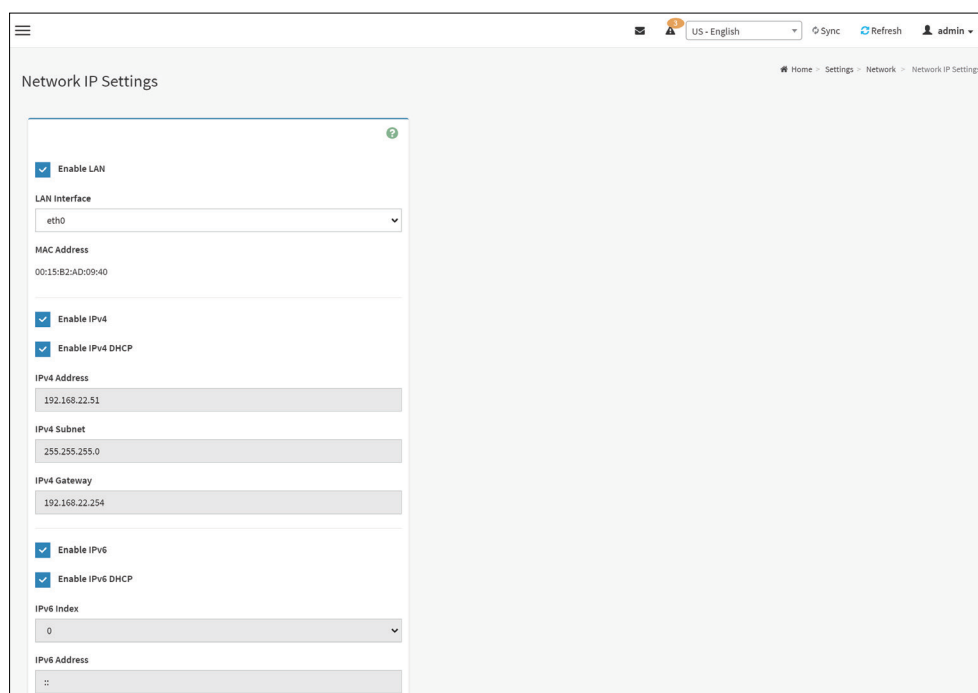 3
US - English
Sync
Refresh
admin
Network IP Settings
Home > Settings > Network > Network IP Settings
Enable LAN
LAN Interface
eth0
MAC Address
00:15:B2:AD:09:40
Enable IPv4
Enable IPv4 DHCP
IPv4 Address
192.168.22.51
IPv4 Subnet
255.255.255.0
IPv4 Gateway
192.168.22.254
Enable IPv6
Enable IPv6 DHCP
IPv6 Index
0
IPv6 Address
::